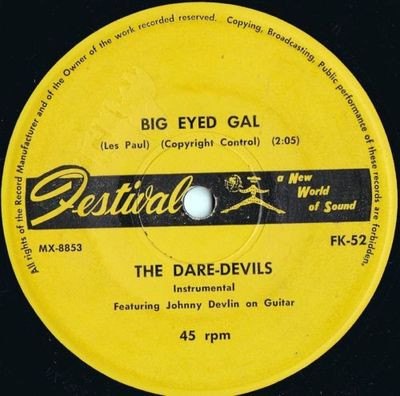 All rights of the Record Manufacturer and of the Owner of the work recorded reserved. Copying, Broadcasting, Public performance of these records are forbidden.
BIG EYED GAL
(Les Paul) (Copyright Control) (2:05)
Festival
a New
World
of Sound
MX-8853
FK-52
THE DARE-DEVILS
Instrumental
Featuring Johnny Devlin on Guitar
45 rpm